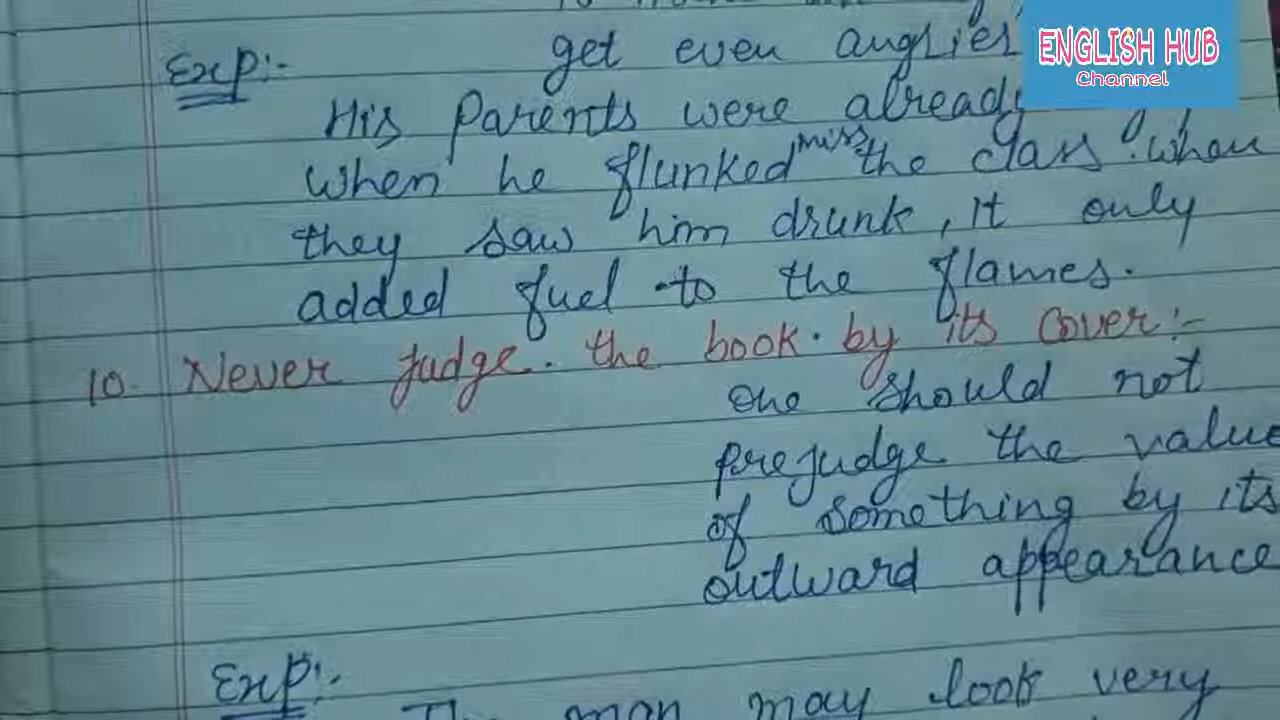 get even angrier
ENGLISH HUB
Channel
Exp:-
His Parents were already
when he flunked miss the class. when
they saw him drunk, it only
added fuel to the flames.
10. Never judge. the book. by its cover:-
one should not
prejudge the value
of something by its
outward appearance
Exp:-
The man may look very